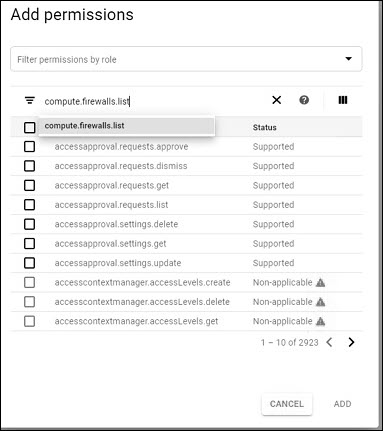 Add permissions
Filter permissions by role
compute.firewalls.list
compute.firewalls.list
Status
accessapproval.requests.approve Supported
accessapproval.requests.dismiss Supported
accessapproval.requests.get Supported
accessapproval.requests.list Supported
accessapproval.settings.delete Supported
accessapproval.settings.get Supported
accessapproval.settings.update Supported
accesscontextmanager.accessLevels.create Non-applicable
accesscontextmanager.accessLevels.delete Non-applicable
accesscontextmanager.accessLevels.get Non-applicable
1 – 10 of 2923
CANCEL ADD